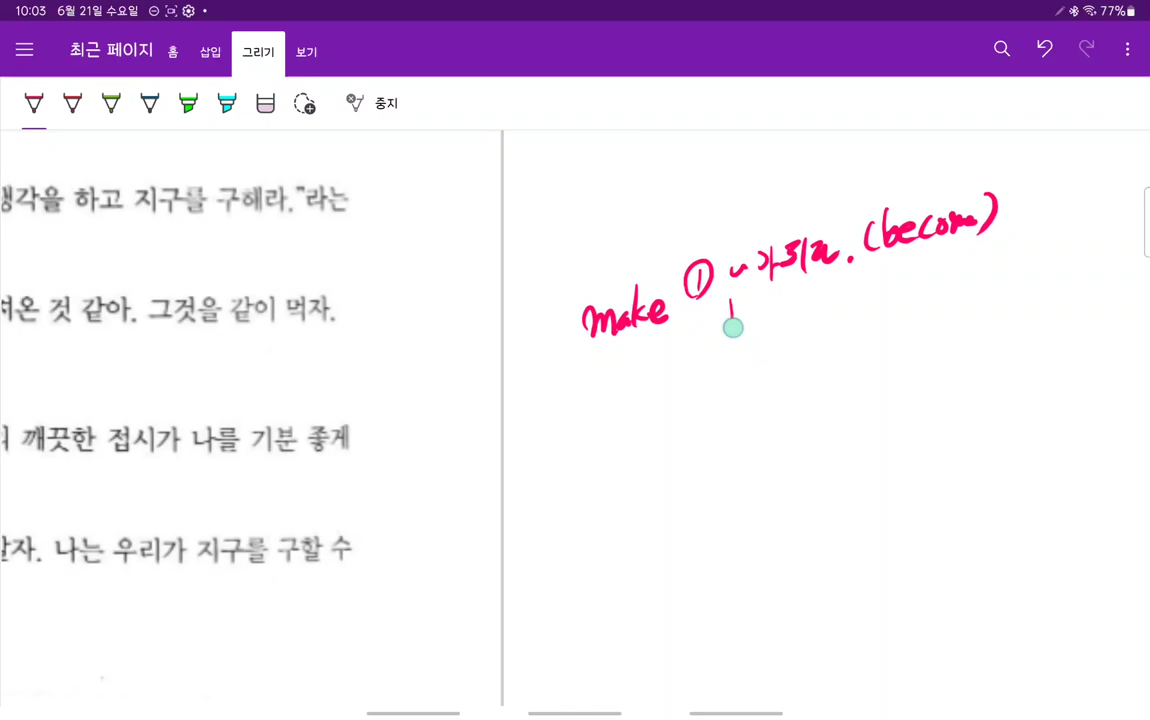 10:03 6월 21일 수요일 77%
최근 페이지 홈 삽입 그리기 보기
중지
생각을 하고 지구를 구해라."라는
make ① ~가 되다. (become)
져온 것 같아. 그것을 같이 먹자.
깨끗한 접시가 나를 기분 좋게
말자. 나는 우리가 지구를 구할 수